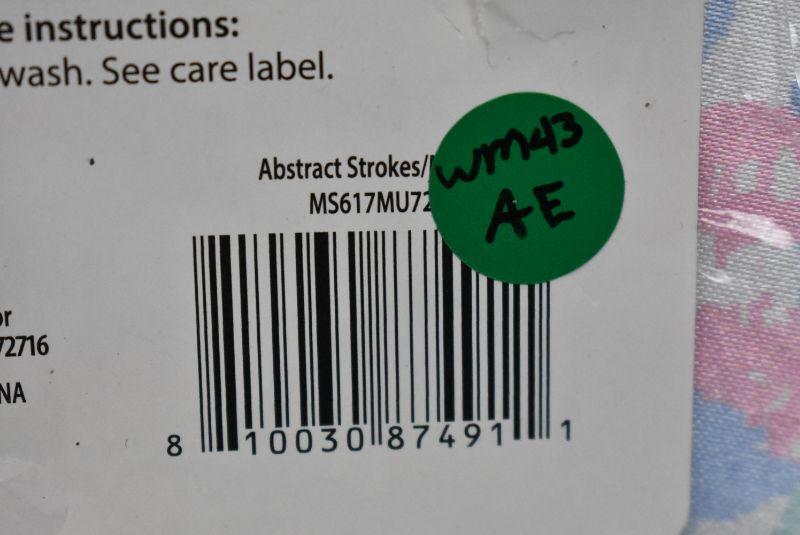 e instructions:
wash. See care label.
Abstract Strokes/
MS617MU72
wm43
AE
or
72716
NA
8 10030 87491 1